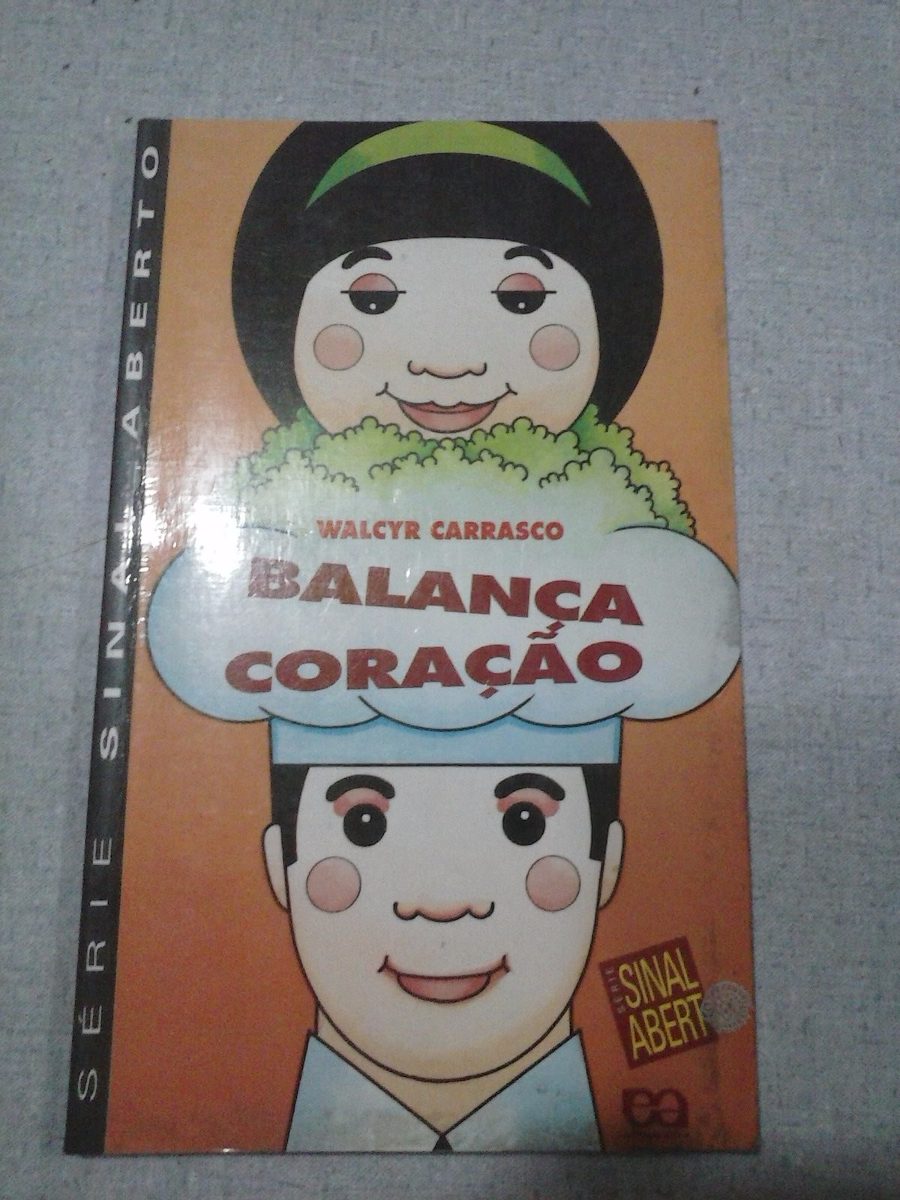 SÉRIE SINAL ABERTO
WALCYR CARRASCO
BALANÇA
CORAÇÃO
SÉRIE
SINAL
ABERT